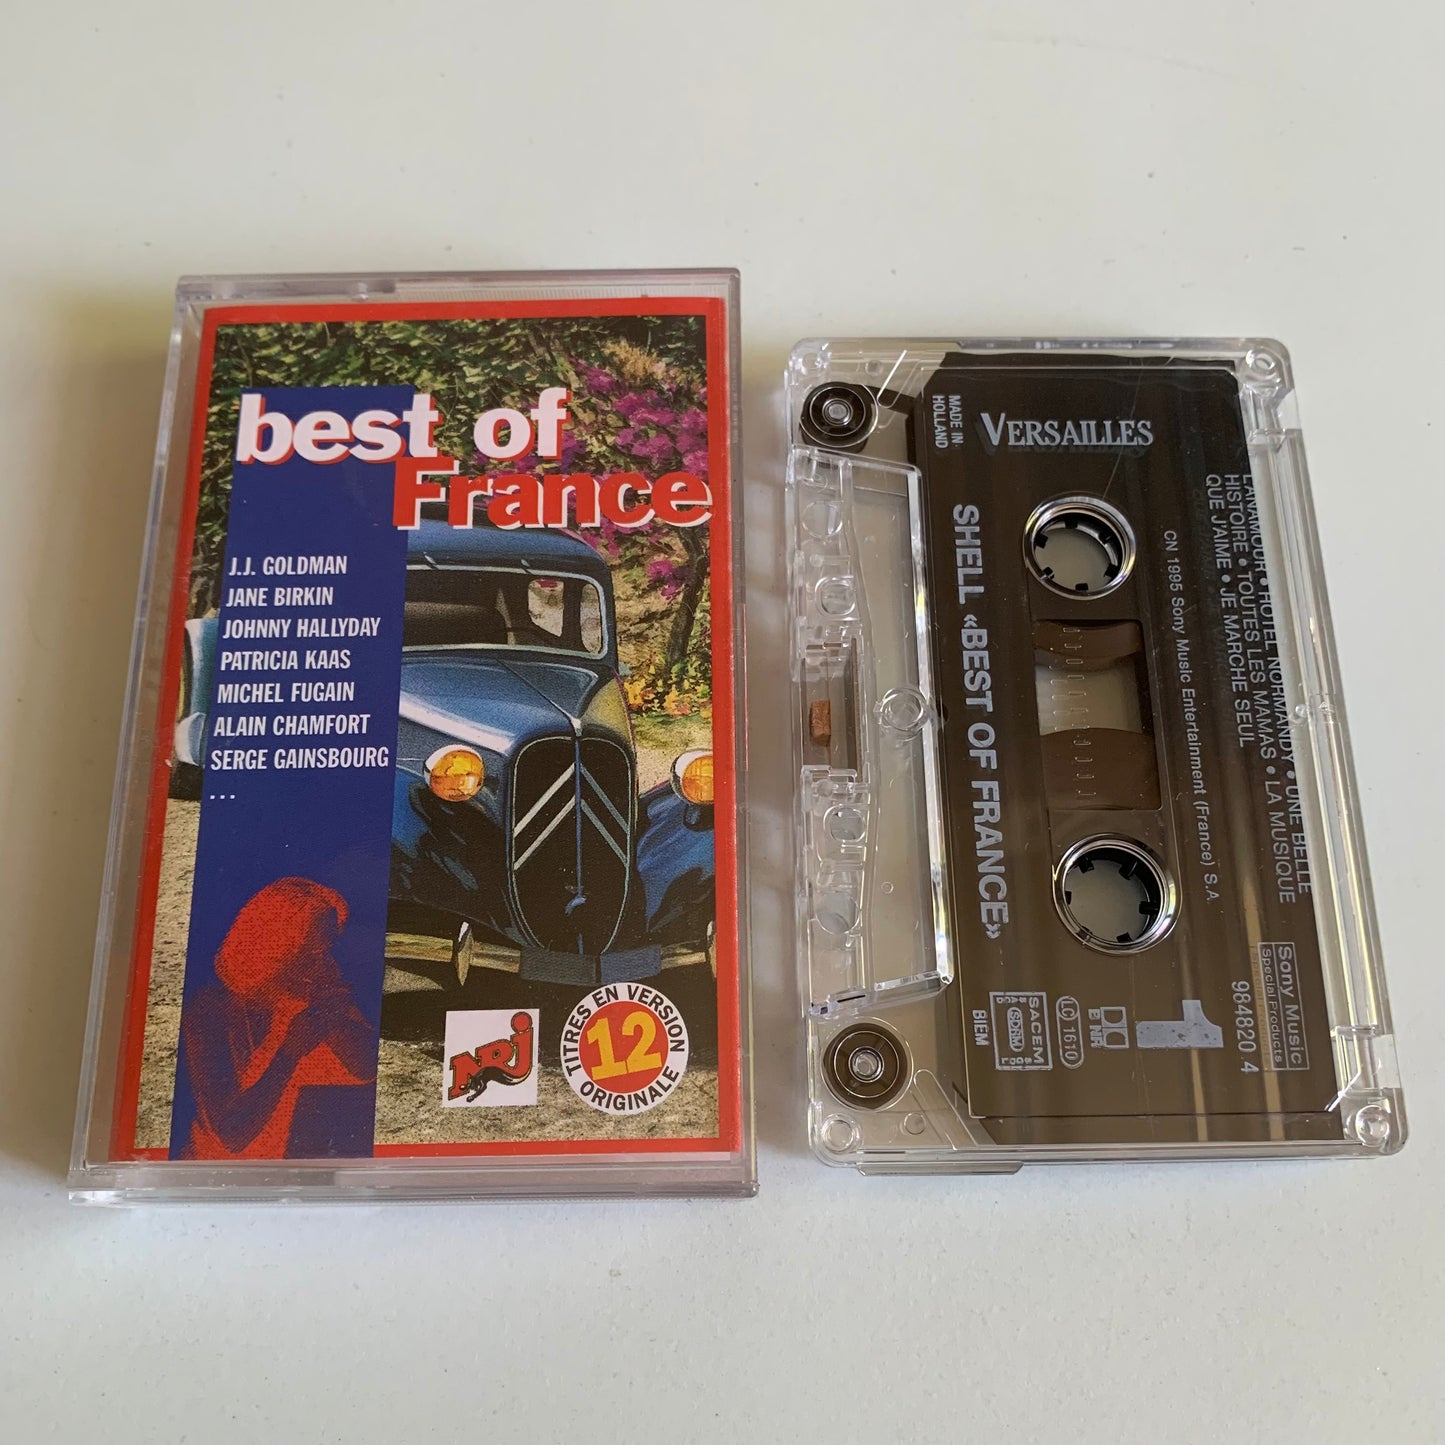 best of
France
J.J. GOLDMAN
JANE BIRKIN
JOHNNY HALLYDAY
PATRICIA KAAS
MICHEL FUGAIN
ALAIN CHAMFORT
SERGE GAINSBOURG
...
NRJ
12
TITRES EN VERSION
ORIGINALE
MADE IN
HOLLAND
VERSAILLES
SHELL «BEST OF FRANCE»
CN 1995 Sony Music Entertainment (France) S.A.
L'ANAMOUR • HOTEL NORMANDY • UNE BELLE
HISTOIRE • TOUTES LES MAMAS • LA MUSIQUE
QUE J'AIME • JE MARCHE SEUL
Sony Music
Special Products
984820 4
1
B NR
LC 1610
SACEM
SDRM
BIEM